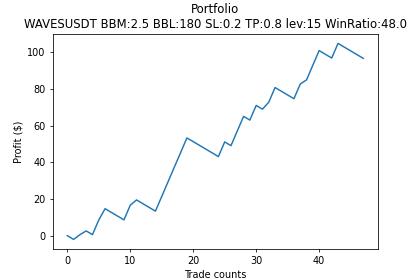 Portfolio
WAVESUSDT BBM:2.5 BBL:180 SL:0.2 TP:0.8 lev:15 WinRatio:48.0
Profit ($)
100
80
60
40
20
0
0 10 20 30 40
Trade counts